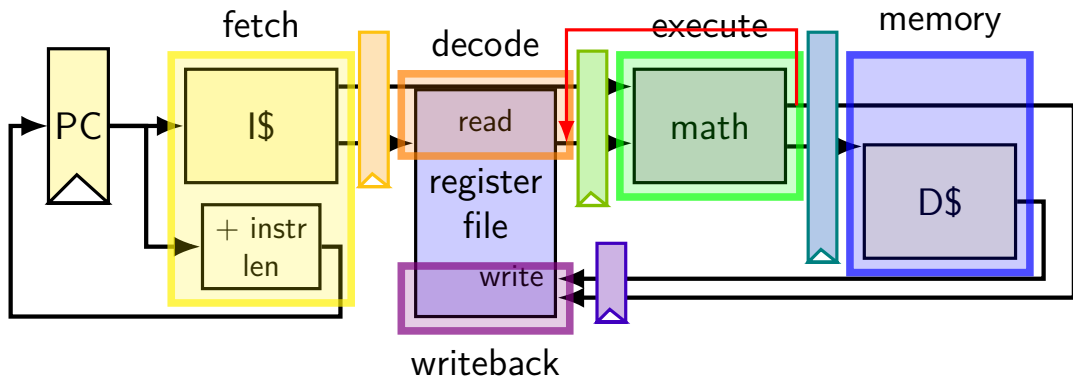 fetch
decode
execute
memory
PC
I$
read
math
register
file
D$
+ instr
len
write
writeback